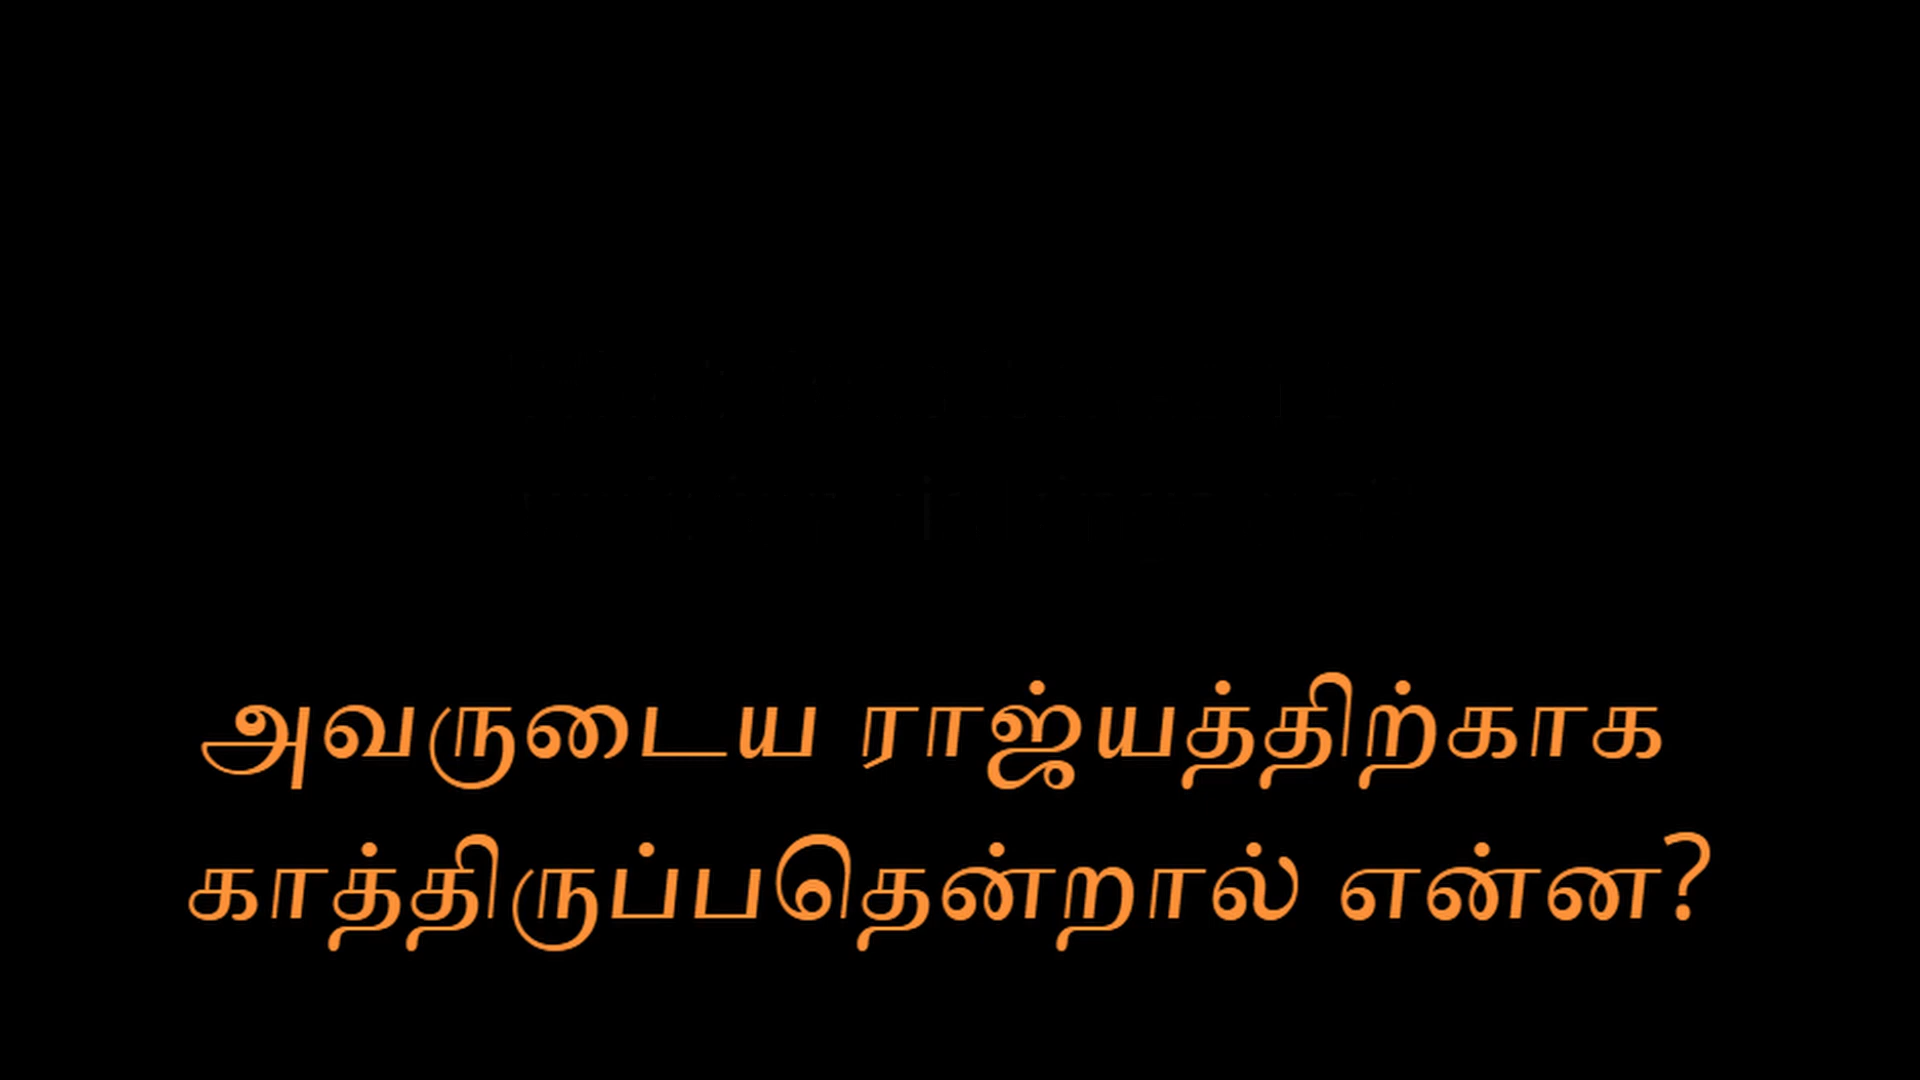 அவருடைய ராஜ்யத்திற்காக
காத்திருப்பதென்றால் என்ன?